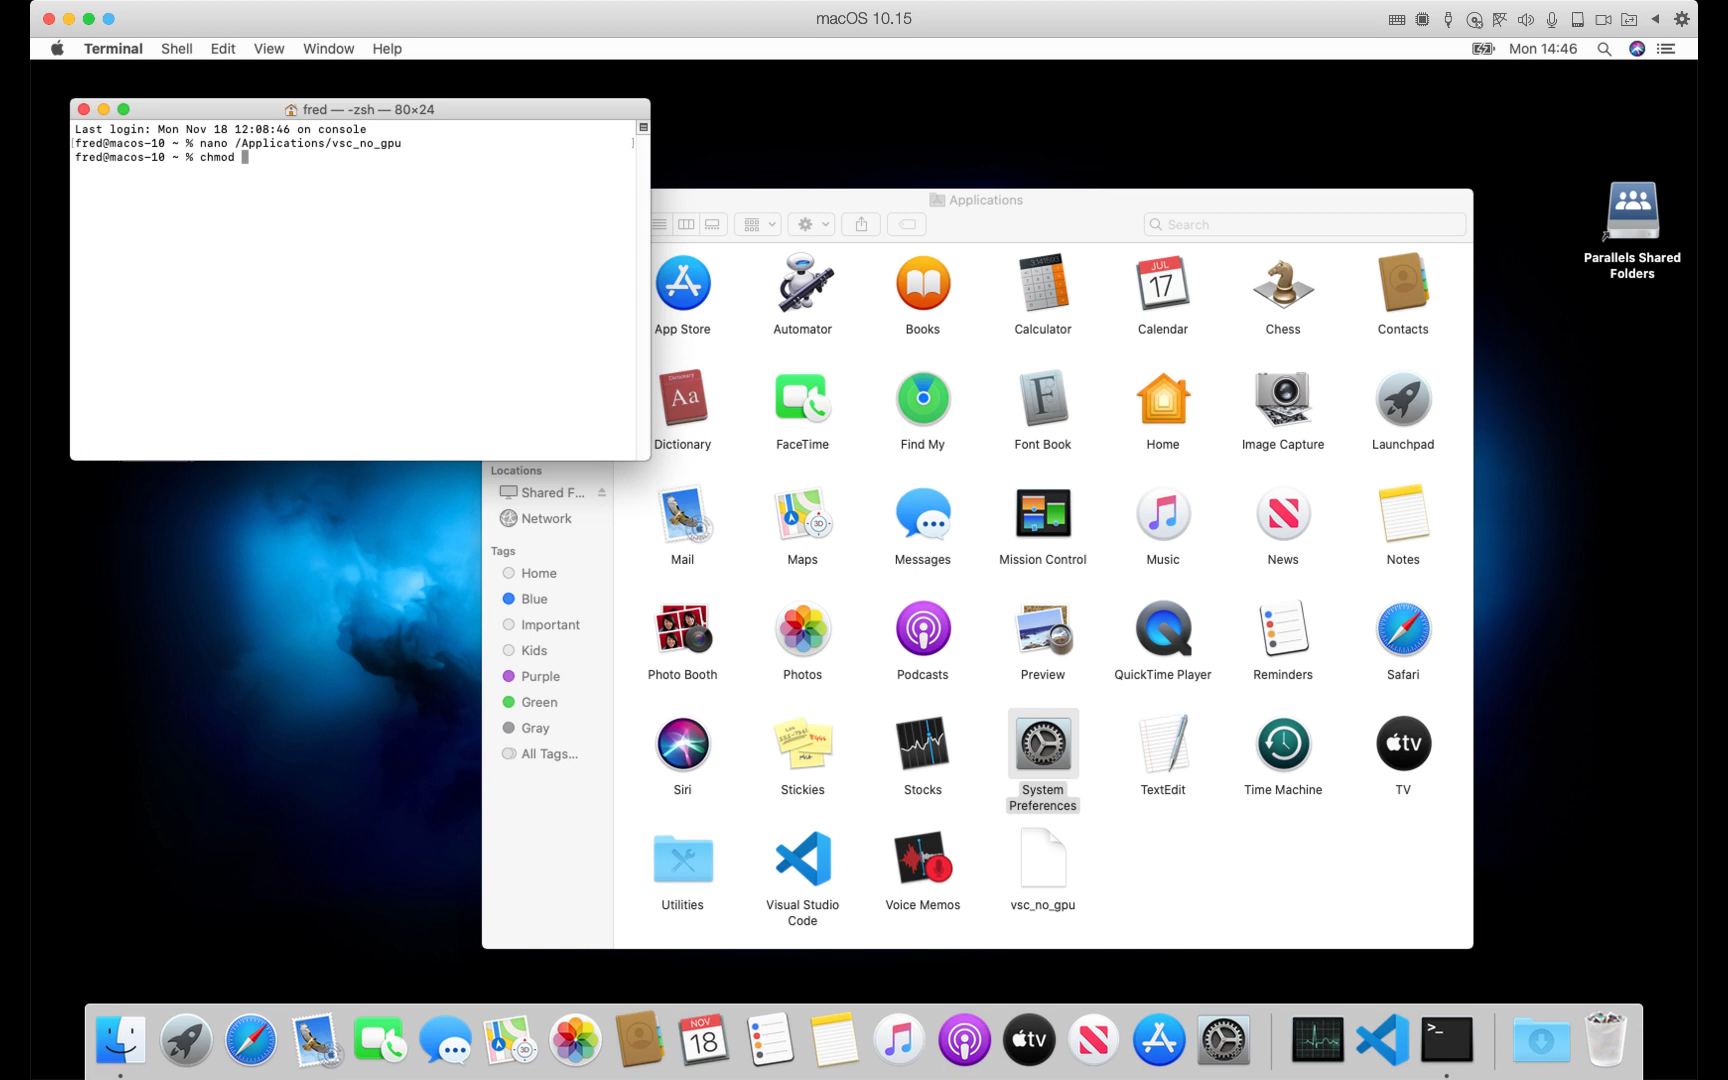 macOS 10.15
Terminal Shell Edit View Window Help
Mon 14:46
fred — -zsh — 80×24
Last login: Mon Nov 18 12:08:46 on console
[fred@macos-10 ~ % nano /Applications/vsc_no_gpu ]
fred@macos-10 ~ % chmod
Applications
Search
Parallels Shared
Folders
App Store Automator Books Calculator Calendar Chess Contacts
JUL
17
Dictionary
Aa
F
Dictionary FaceTime Find My Font Book Home Image Capture Launchpad
Locations
Shared F...
Network
3D
Mail Maps Messages Mission Control Music News Notes
Tags
Home
Blue
Important
Kids
Purple
Green
Gray
All Tags...
Photo Booth Photos Podcasts Preview QuickTime Player Reminders Safari
tv
Siri Stickies Stocks System
Preferences TextEdit Time Machine TV
Utilities Visual Studio
Code Voice Memos vsc_no_gpu
3D
NOV
18
tv
>_